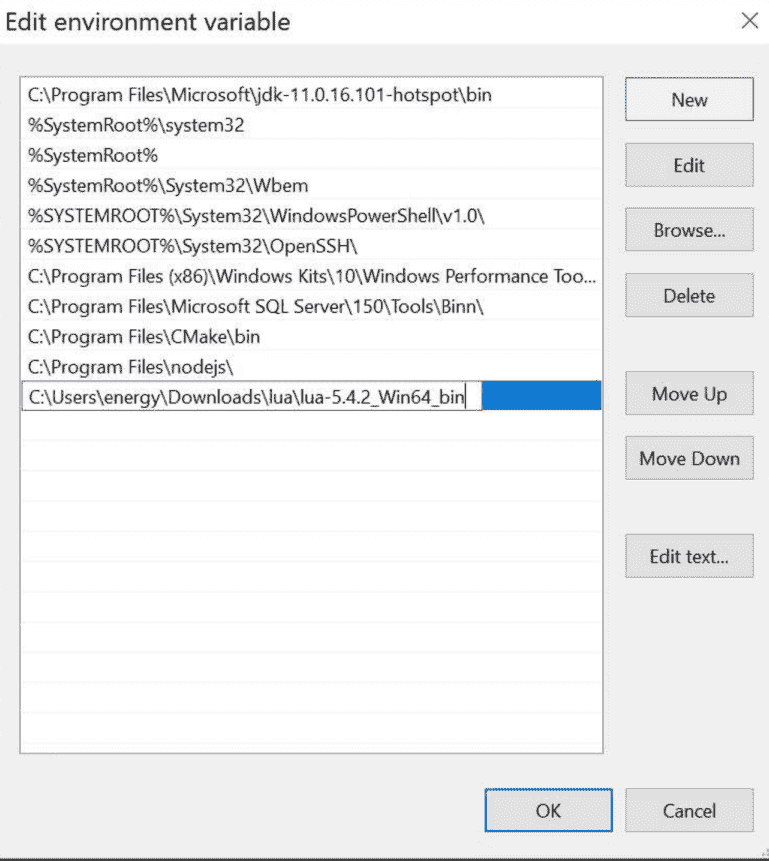 Edit environment variable
C:\Program Files\Microsoft\jdk-11.0.16.101-hotspot\bin
%SystemRoot%\system32
%SystemRoot%
%SystemRoot%\System32\Wbem
%SYSTEMROOT%\System32\WindowsPowerShell\v1.0\
%SYSTEMROOT%\System32\OpenSSH\
C:\Program Files (x86)\Windows Kits\10\Windows Performance Too...
C:\Program Files\Microsoft SQL Server\150\Tools\Binn\
C:\Program Files\CMake\bin
C:\Program Files\nodejs\
C:\Users\energy\Downloads\lua\lua-5.4.2_Win64_bin
New
Edit
Browse...
Delete
Move Up
Move Down
Edit text...
OK
Cancel